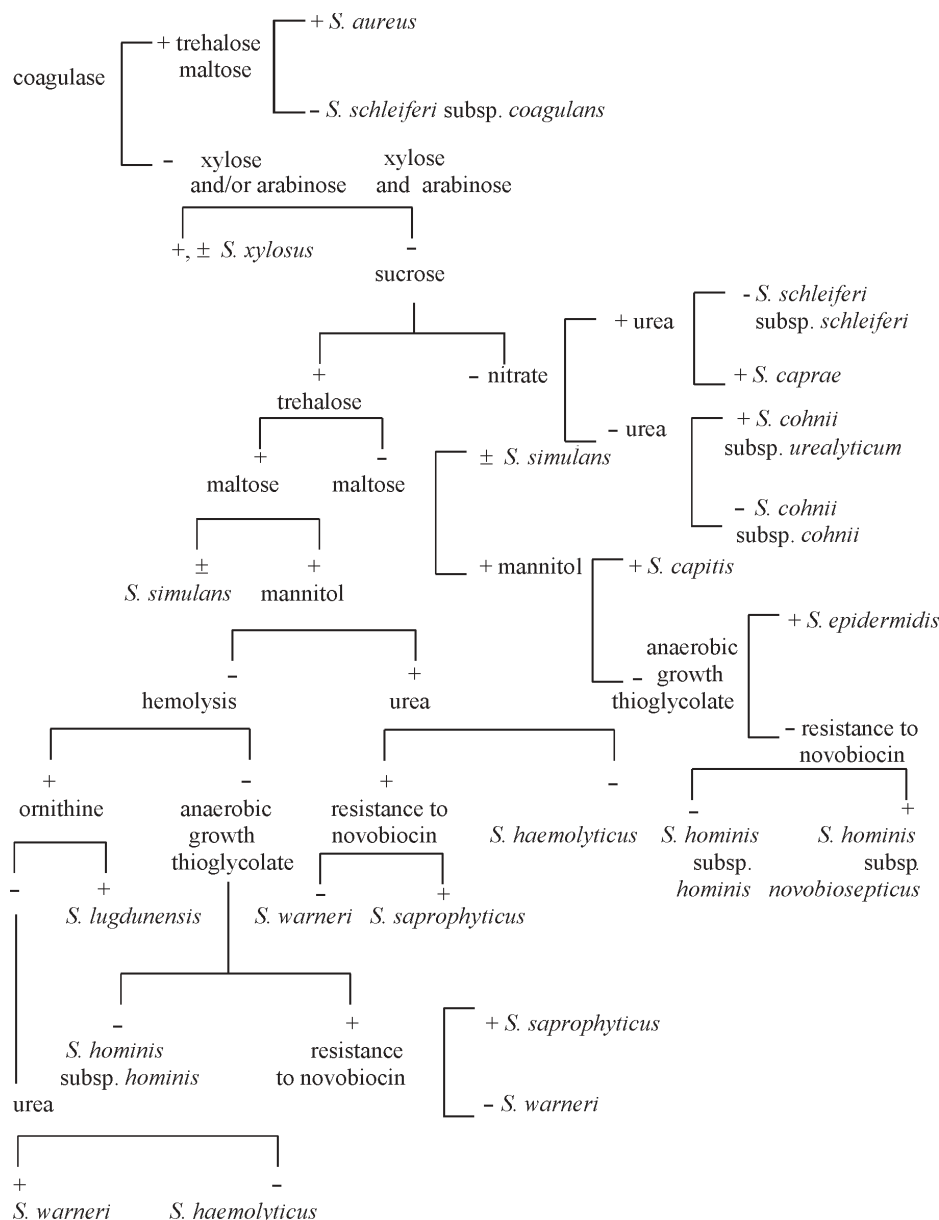 + S. aureus
+ trehalose
maltose
coagulase
– S. schleiferi subsp. coagulans
– xylose
and/or arabinose
xylose
and arabinose
+, ± S. xylosus
–
sucrose
- S. schleiferi
subsp. schleiferi
+ urea
+ S. caprae
+
trehalose
– nitrate
– urea
+ S. cohnii
subsp. urealyticum
± S. simulans
+
maltose
–
maltose
– S. cohnii
subsp. cohnii
±
S. simulans
+
mannitol
+ mannitol
+ S. capitis
+ S. epidermidis
– anaerobic
growth
thioglycolate
–
hemolysis
+
urea
– resistance to
novobiocin
+
ornithine
–
anaerobic
growth
thioglycolate
+
resistance to
novobiocin
–
S. haemolyticus
–
S. hominis
subsp.
hominis
+
S. hominis
subsp.
novobiosepticus
–
+
S. lugdunensis
–
S. warneri
+
S. saprophyticus
–
S. hominis
subsp. hominis
+
resistance
to novobiocin
+ S. saprophyticus
– S. warneri
urea
+
S. warneri
–
S. haemolyticus